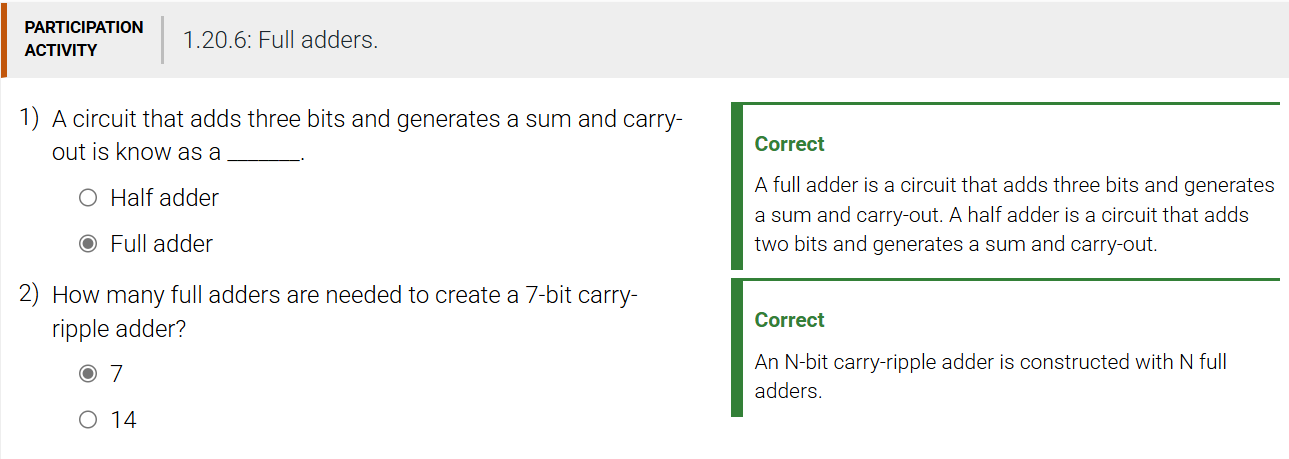 PARTICIPATION
ACTIVITY
1.20.6: Full adders.
1) A circuit that adds three bits and generates a sum and carry-
out is know as a _______.
Half adder
Full adder
Correct
A full adder is a circuit that adds three bits and generates
a sum and carry-out. A half adder is a circuit that adds
two bits and generates a sum and carry-out.
2) How many full adders are needed to create a 7-bit carry-
ripple adder?
7
14
Correct
An N-bit carry-ripple adder is constructed with N full
adders.